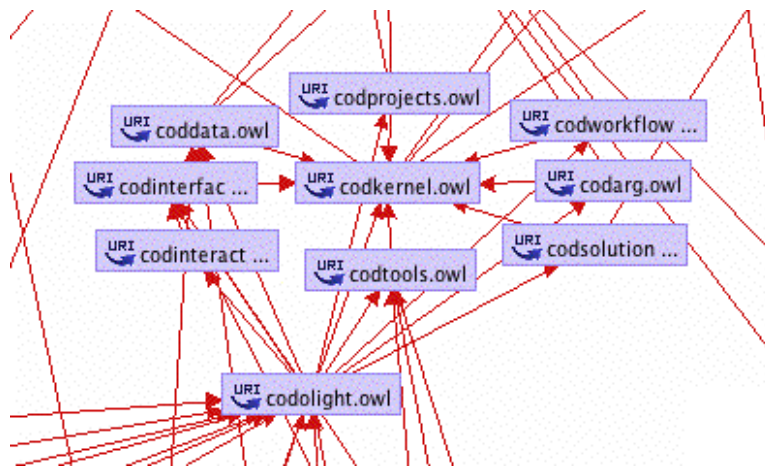 URI codprojects.owl
URI coddata.owl
URI codworkflow ...
URI codinterfac ...
URI codkernel.owl
URI codarg.owl
URI codinteract ...
URI codtools.owl
URI codsolution ...
URI codolight.owl